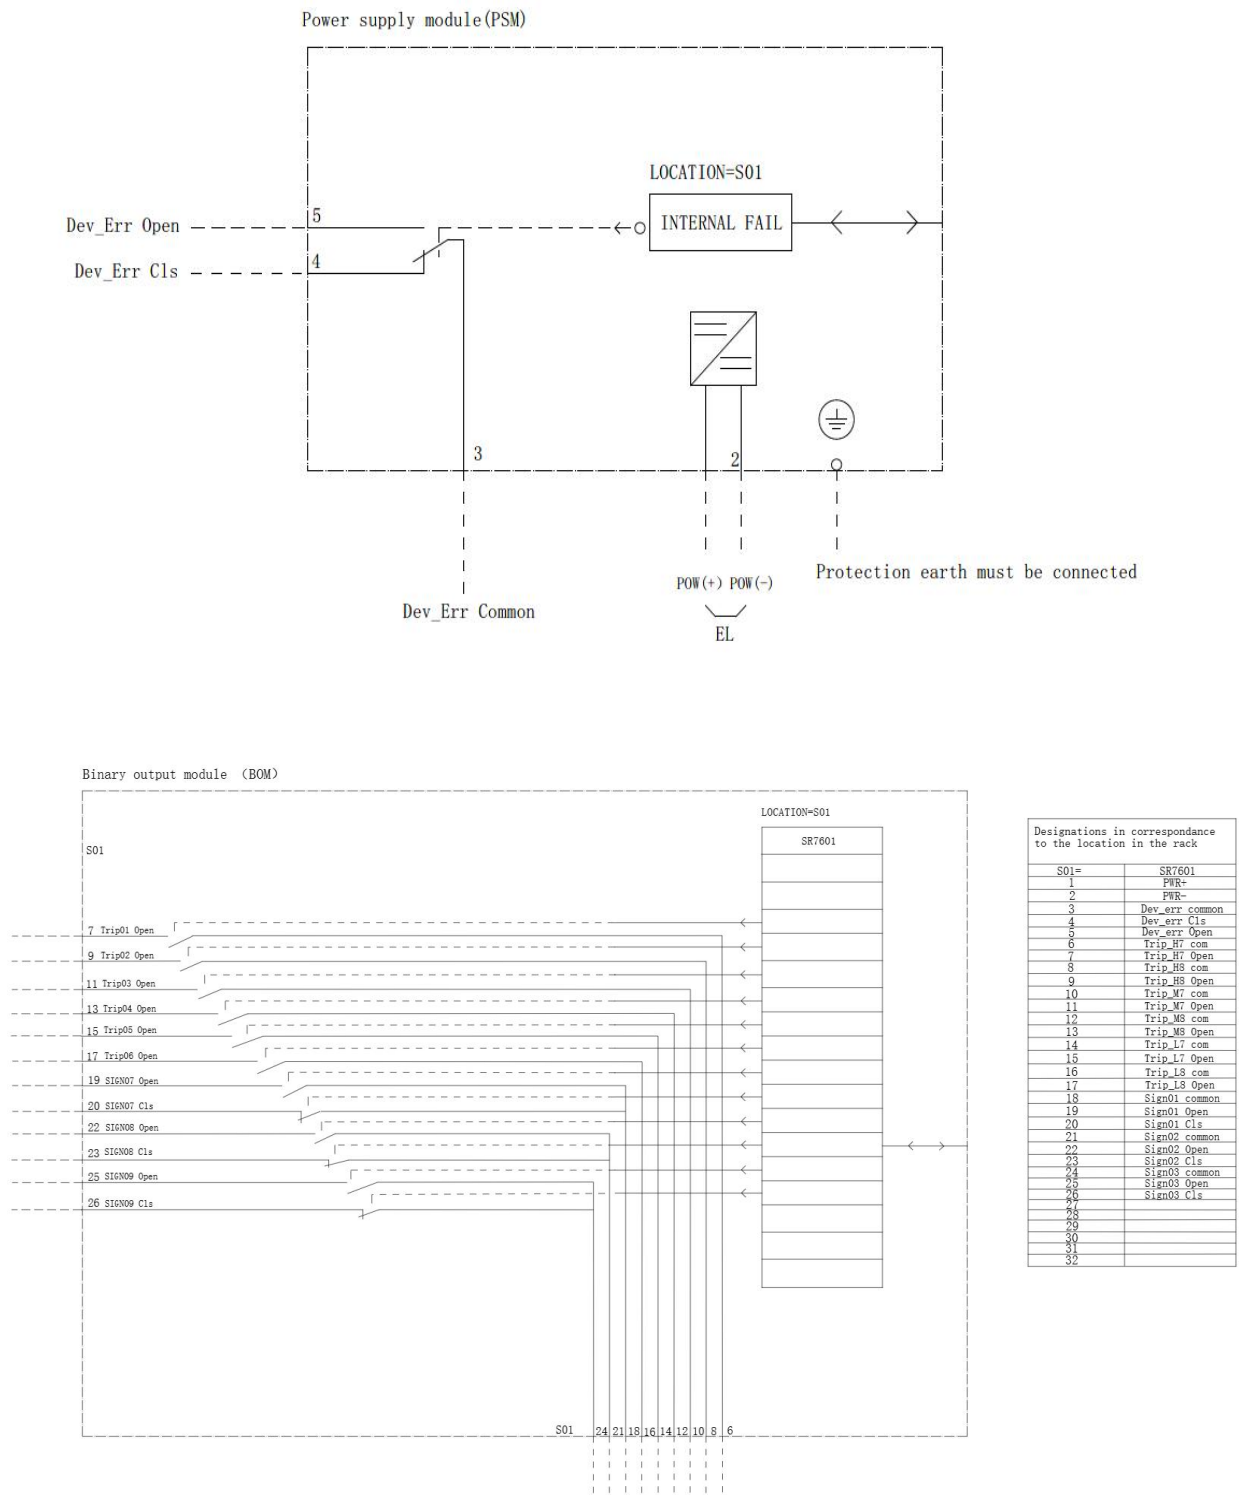 Power supply module(PSM)
LOCATION=S01
INTERNAL FAIL
Dev_Err Open
5
Dev_Err Cls
4
3
2
Dev_Err Common
POW(+) POW(-)
EL
Protection earth must be connected
Binary output module （BOM）
LOCATION=S01
SR7601
S01
7 Trip01 Open
9 Trip02 Open
11 Trip03 Open
13 Trip04 Open
15 Trip05 Open
17 Trip06 Open
19 SIGN07 Open
20 SIGN07 Cls
22 SIGN08 Open
23 SIGN08 Cls
25 SIGN09 Open
26 SIGN09 Cls
S01 24 21 18 16 14 12 10 8 6
Designations in correspondance
to the location in the rack
S01= SR7601
1 PWR+
2 PWR-
3 Dev_err common
4 Dev_err Cls
5 Dev_err Open
6 Trip_H7 com
7 Trip_H7 Open
8 Trip_H8 com
9 Trip_H8 Open
10 Trip_M7 com
11 Trip_M7 Open
12 Trip_M8 com
13 Trip_M8 Open
14 Trip_L7 com
15 Trip_L7 Open
16 Trip_L8 com
17 Trip_L8 Open
18 Sign01 common
19 Sign01 Open
20 Sign01 Cls
21 Sign02 common
22 Sign02 Open
23 Sign02 Cls
24 Sign03 common
25 Sign03 Open
26 Sign03 Cls
27
28
29
30
31
32